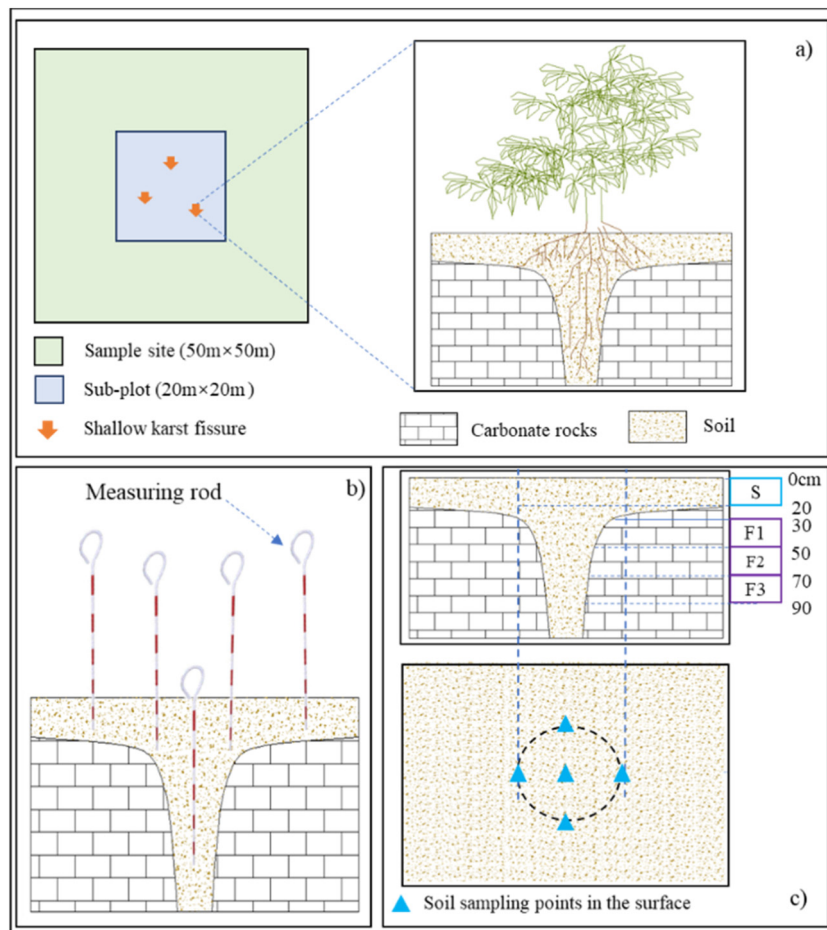 a)
Sample site (50m×50m)
Sub-plot (20m×20m)
Shallow karst fissure
Carbonate rocks
Soil
b)
Measuring rod
S
F1
F2
F3
0cm
20
30
50
70
90
Soil sampling points in the surface
c)